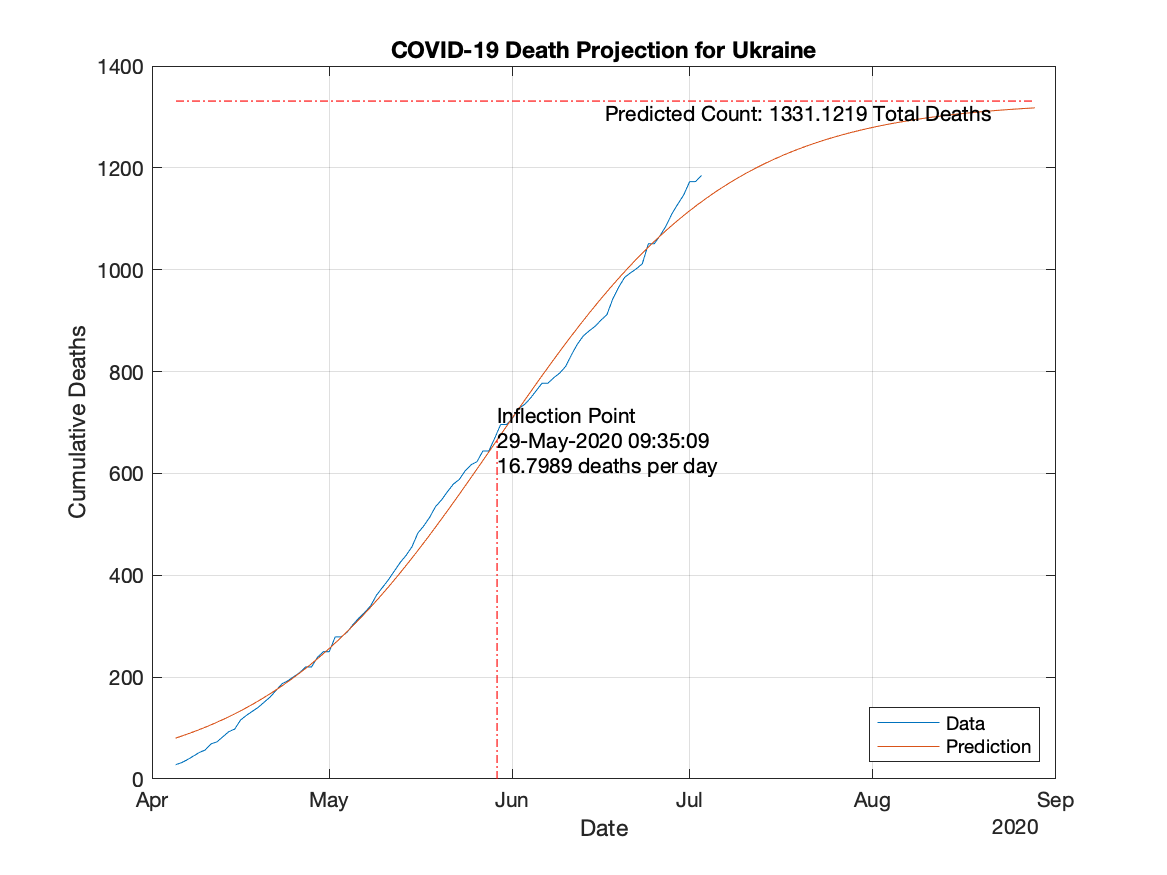 COVID-19 Death Projection for Ukraine
1400
Predicted Count: 1331.1219 Total Deaths
1200
1000
800
Inflection Point
29-May-2020 09:35:09
16.7989 deaths per day
600
400
200
0
Cumulative Deaths
Data
Prediction
Apr May Jun Jul Aug Sep
Date
2020